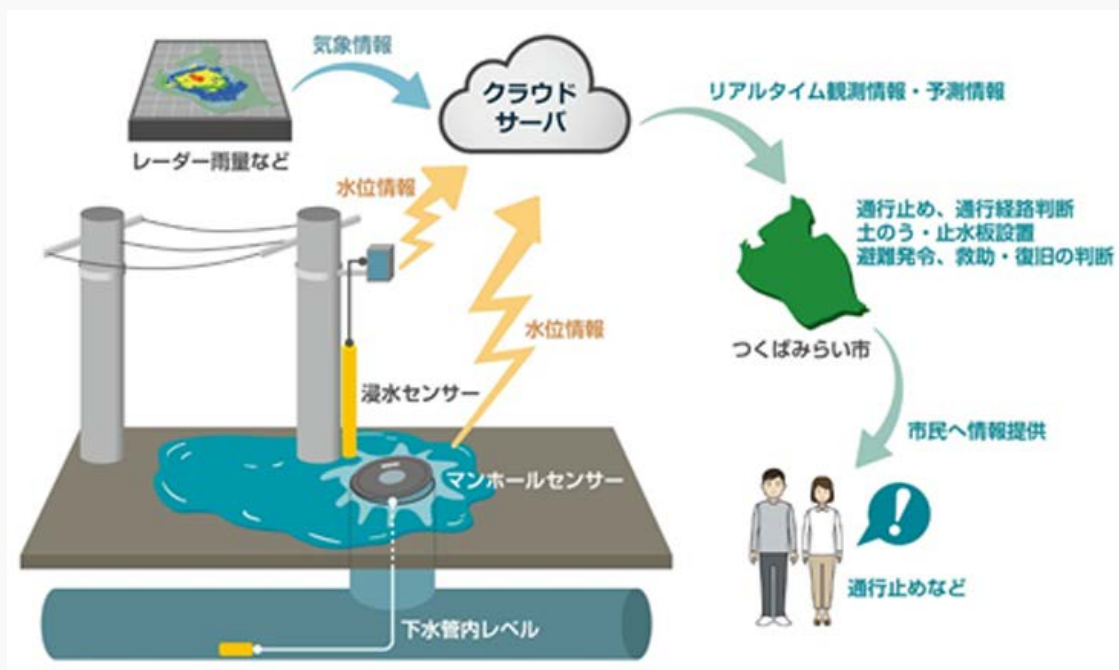 気象情報
クラウド
サーバ
レーダー雨量など
リアルタイム観測情報・予測情報
水位情報
通行止め、通行経路判断
土のう・止水板設置
避難発令、救助・復旧の判断
水位情報
つくばみらい市
浸水センサー
市民へ情報提供
マンホールセンサー
通行止めなど
下水管内レベル